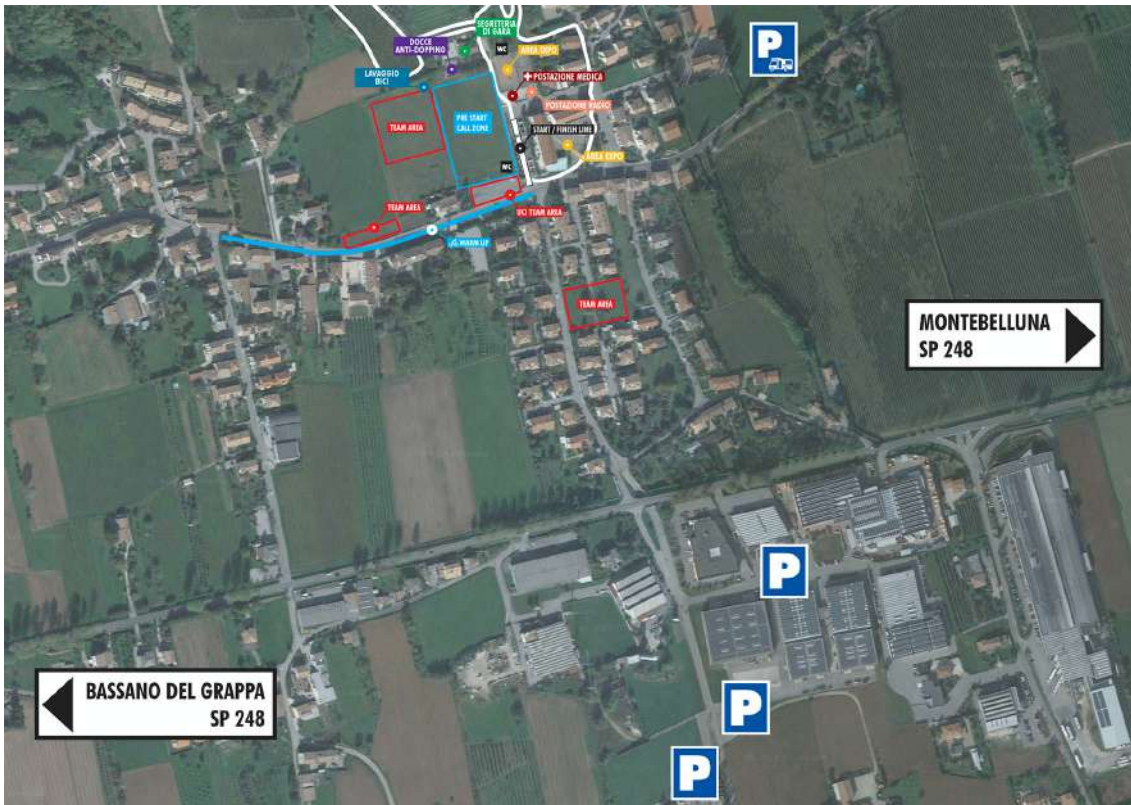 SEGRETERIA
DI GARA
DOCCE
ANTI-DOPPINO
WC
AREA EXPO
LAVAGGIO
BICI
POSTAZIONE MEDICA
POSTAZIONE RADIO
TEAM AREA
PRE START
CALL ZONE
START / FINISH LINE
AREA EXPO
WC
TEAM AREA
UCI TEAM AREA
WARM UP
TEAM AREA
P
MONTEBELLUNA
SP 248
P
BASSANO DEL GRAPPA
SP 248
P
P